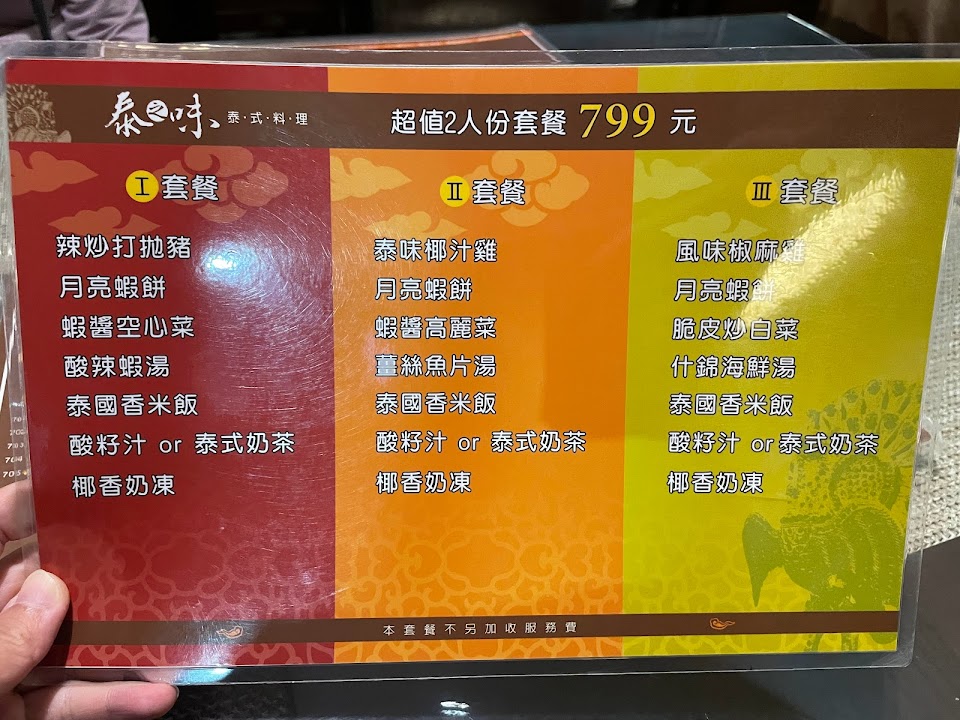 泰之味 泰·式·料·理
超值2人份套餐 799 元
I 套餐
辣炒打拋豬
月亮蝦餅
蝦醬空心菜
酸辣蝦湯
泰國香米飯
酸籽汁 or 泰式奶茶
椰香奶凍
II 套餐
泰味椰汁雞
月亮蝦餅
蝦醬高麗菜
薑絲魚片湯
泰國香米飯
酸籽汁 or 泰式奶茶
椰香奶凍
III 套餐
風味椒麻雞
月亮蝦餅
脆皮炒白菜
什錦海鮮湯
泰國香米飯
酸籽汁 or 泰式奶茶
椰香奶凍
本套餐不另加收服務費